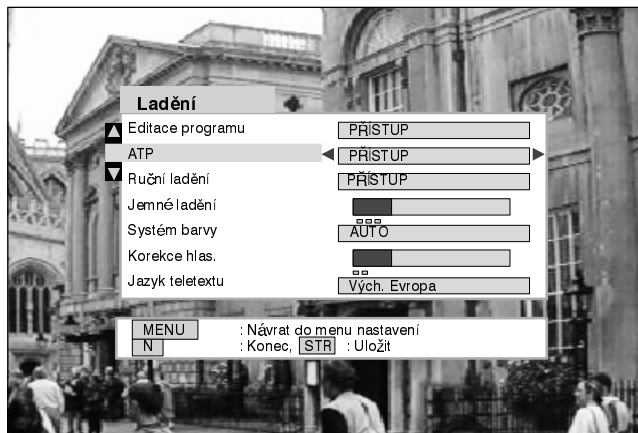 Ladění
Editace programu PŘÍSTUP
ATP PŘÍSTUP
Ruční ladění PŘÍSTUP
Jemné ladění
Systém barvy AUTO
Korekce hlas.
Jazyk teletextu Vých. Evropa
MENU : Návrat do menu nastavení
N : Konec, STR : Uložit